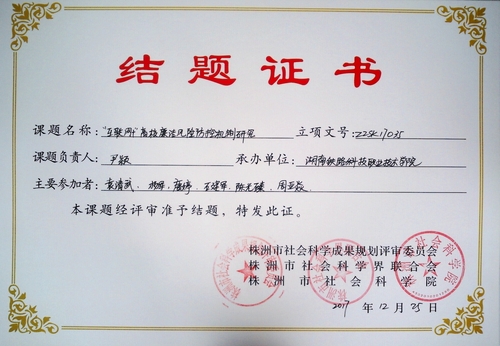 结题证书
课题名称："互联网+"高校廉洁风险防控机制研究 立项文号：ZZSK17035
课题负责人：尹颖 承办单位：湖南铁路科技职业技术学院
主要参加者：袁清武、
本课题经评审准予结题，特发此证。
株洲市社会科学成果规划评审委员会
株洲市社会科学界联合会
株洲市社会科学院
2017年12月25日